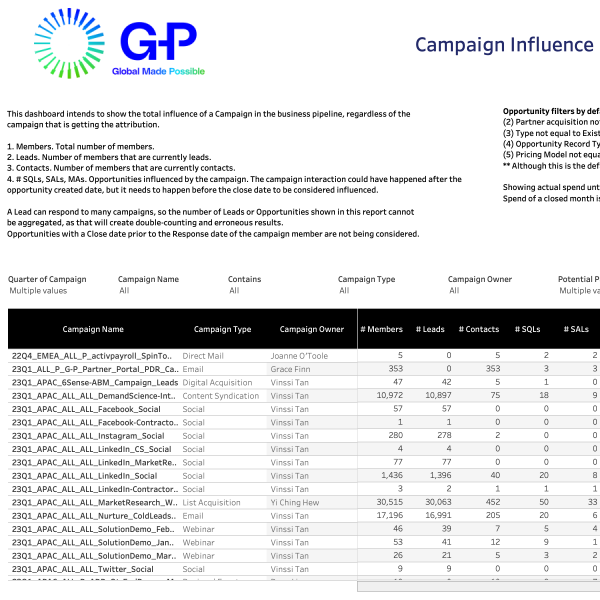 G-P
Global Made Possible
Campaign Influence
This dashboard intends to show the total influence of a Campaign in the business pipeline, regardless of the
campaign that is getting the attribution.
1. Members. Total number of members.
2. Leads. Number of members that are currently leads.
3. Contacts. Number of members that are currently contacts.
4. # SQLs, SALs, MAs. Opportunities influenced by the campaign. The campaign interaction could have happened after the
opportunity created date, but it needs to happen before the close date to be considered influenced.
A Lead can respond to many campaigns, so the number of Leads or Opportunities shown in this report cannot
be aggregated, as that will create double-counting and erroneous results.
Opportunities with a Close date prior to the Response date of the campaign member are not being considered.
Opportunity filters by def
(2) Partner acquisition no
(3) Type not equal to Exist
(4) Opportunity Record Ty
(5) Pricing Model not equa
** Although this is the def
Showing actual spend unt
Spend of a closed month is
Quarter of Campaign Campaign Name Contains Campaign Type Campaign Owner Potential P
Multiple values All All All All Multiple va
Campaign Name Campaign Type Campaign Owner # Members # Leads # Contacts # SQLs # SALs
22Q4_EMEA_ALL_P_activpayroll_SpinTo.. Direct Mail Joanne O'Toole 5 0 5 2 2
23Q1_ALL_P_G-P_Partner_Portal_PDR_Ca.. Email Grace Finn 353 0 353 3 3
23Q1_APAC_6Sense-ABM_Campaign_Leads Digital Acquisition Vinssi Tan 47 42 5 1 0
23Q1_APAC_ALL_ALL_DemandScience-Int.. Content Syndication Vinssi Tan 10,972 10,897 75 18 9
23Q1_APAC_ALL_ALL_Facebook_Social Social Vinssi Tan 57 57 0 0 0
23Q1_APAC_ALL_ALL_Facebook-Contracto.. Social Vinssi Tan 1 1 0 0 0
23Q1_APAC_ALL_ALL_Instagram_Social Social Vinssi Tan 280 278 2 0 0
23Q1_APAC_ALL_ALL_LinkedIn_CS_Social Social Vinssi Tan 4 4 0 0 0
23Q1_APAC_ALL_ALL_LinkedIn_MarketRe.. Social Vinssi Tan 77 77 0 0 0
23Q1_APAC_ALL_ALL_LinkedIn_Social Social Vinssi Tan 1,436 1,396 40 20 8
23Q1_APAC_ALL_ALL_LinkedIn-Contractor.. Social Vinssi Tan 3 2 1 1 1
23Q1_APAC_ALL_ALL_MarketResearch_W.. List Acquisition Yi Ching Hew 30,515 30,063 452 50 33
23Q1_APAC_ALL_ALL_Nurture_ColdLeads.. Email Vinssi Tan 17,196 16,991 205 20 6
23Q1_APAC_ALL_ALL_SolutionDemo_Feb.. Webinar Vinssi Tan 46 39 7 5 4
23Q1_APAC_ALL_ALL_SolutionDemo_Jan.. Webinar Vinssi Tan 53 41 12 9 1
23Q1_APAC_ALL_ALL_SolutionDemo_Mar.. Webinar Vinssi Tan 26 21 5 3 2
23Q1_APAC_ALL_ALL_Twitter_Social Social Vinssi Tan 9 9 0 0 0